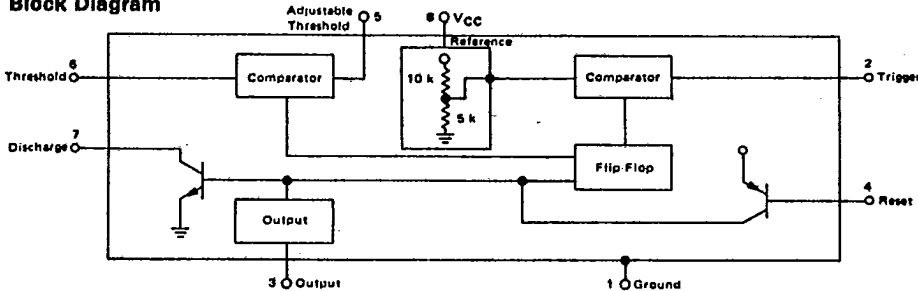 Block Diagram
Adjustable
Threshold
5
8
VCC
Reference
6
Threshold
Comparator
10 k
5 k
Comparator
2
Trigger
7
Discharge
Flip-Flop
4
Reset
Output
3
Output
1
Ground